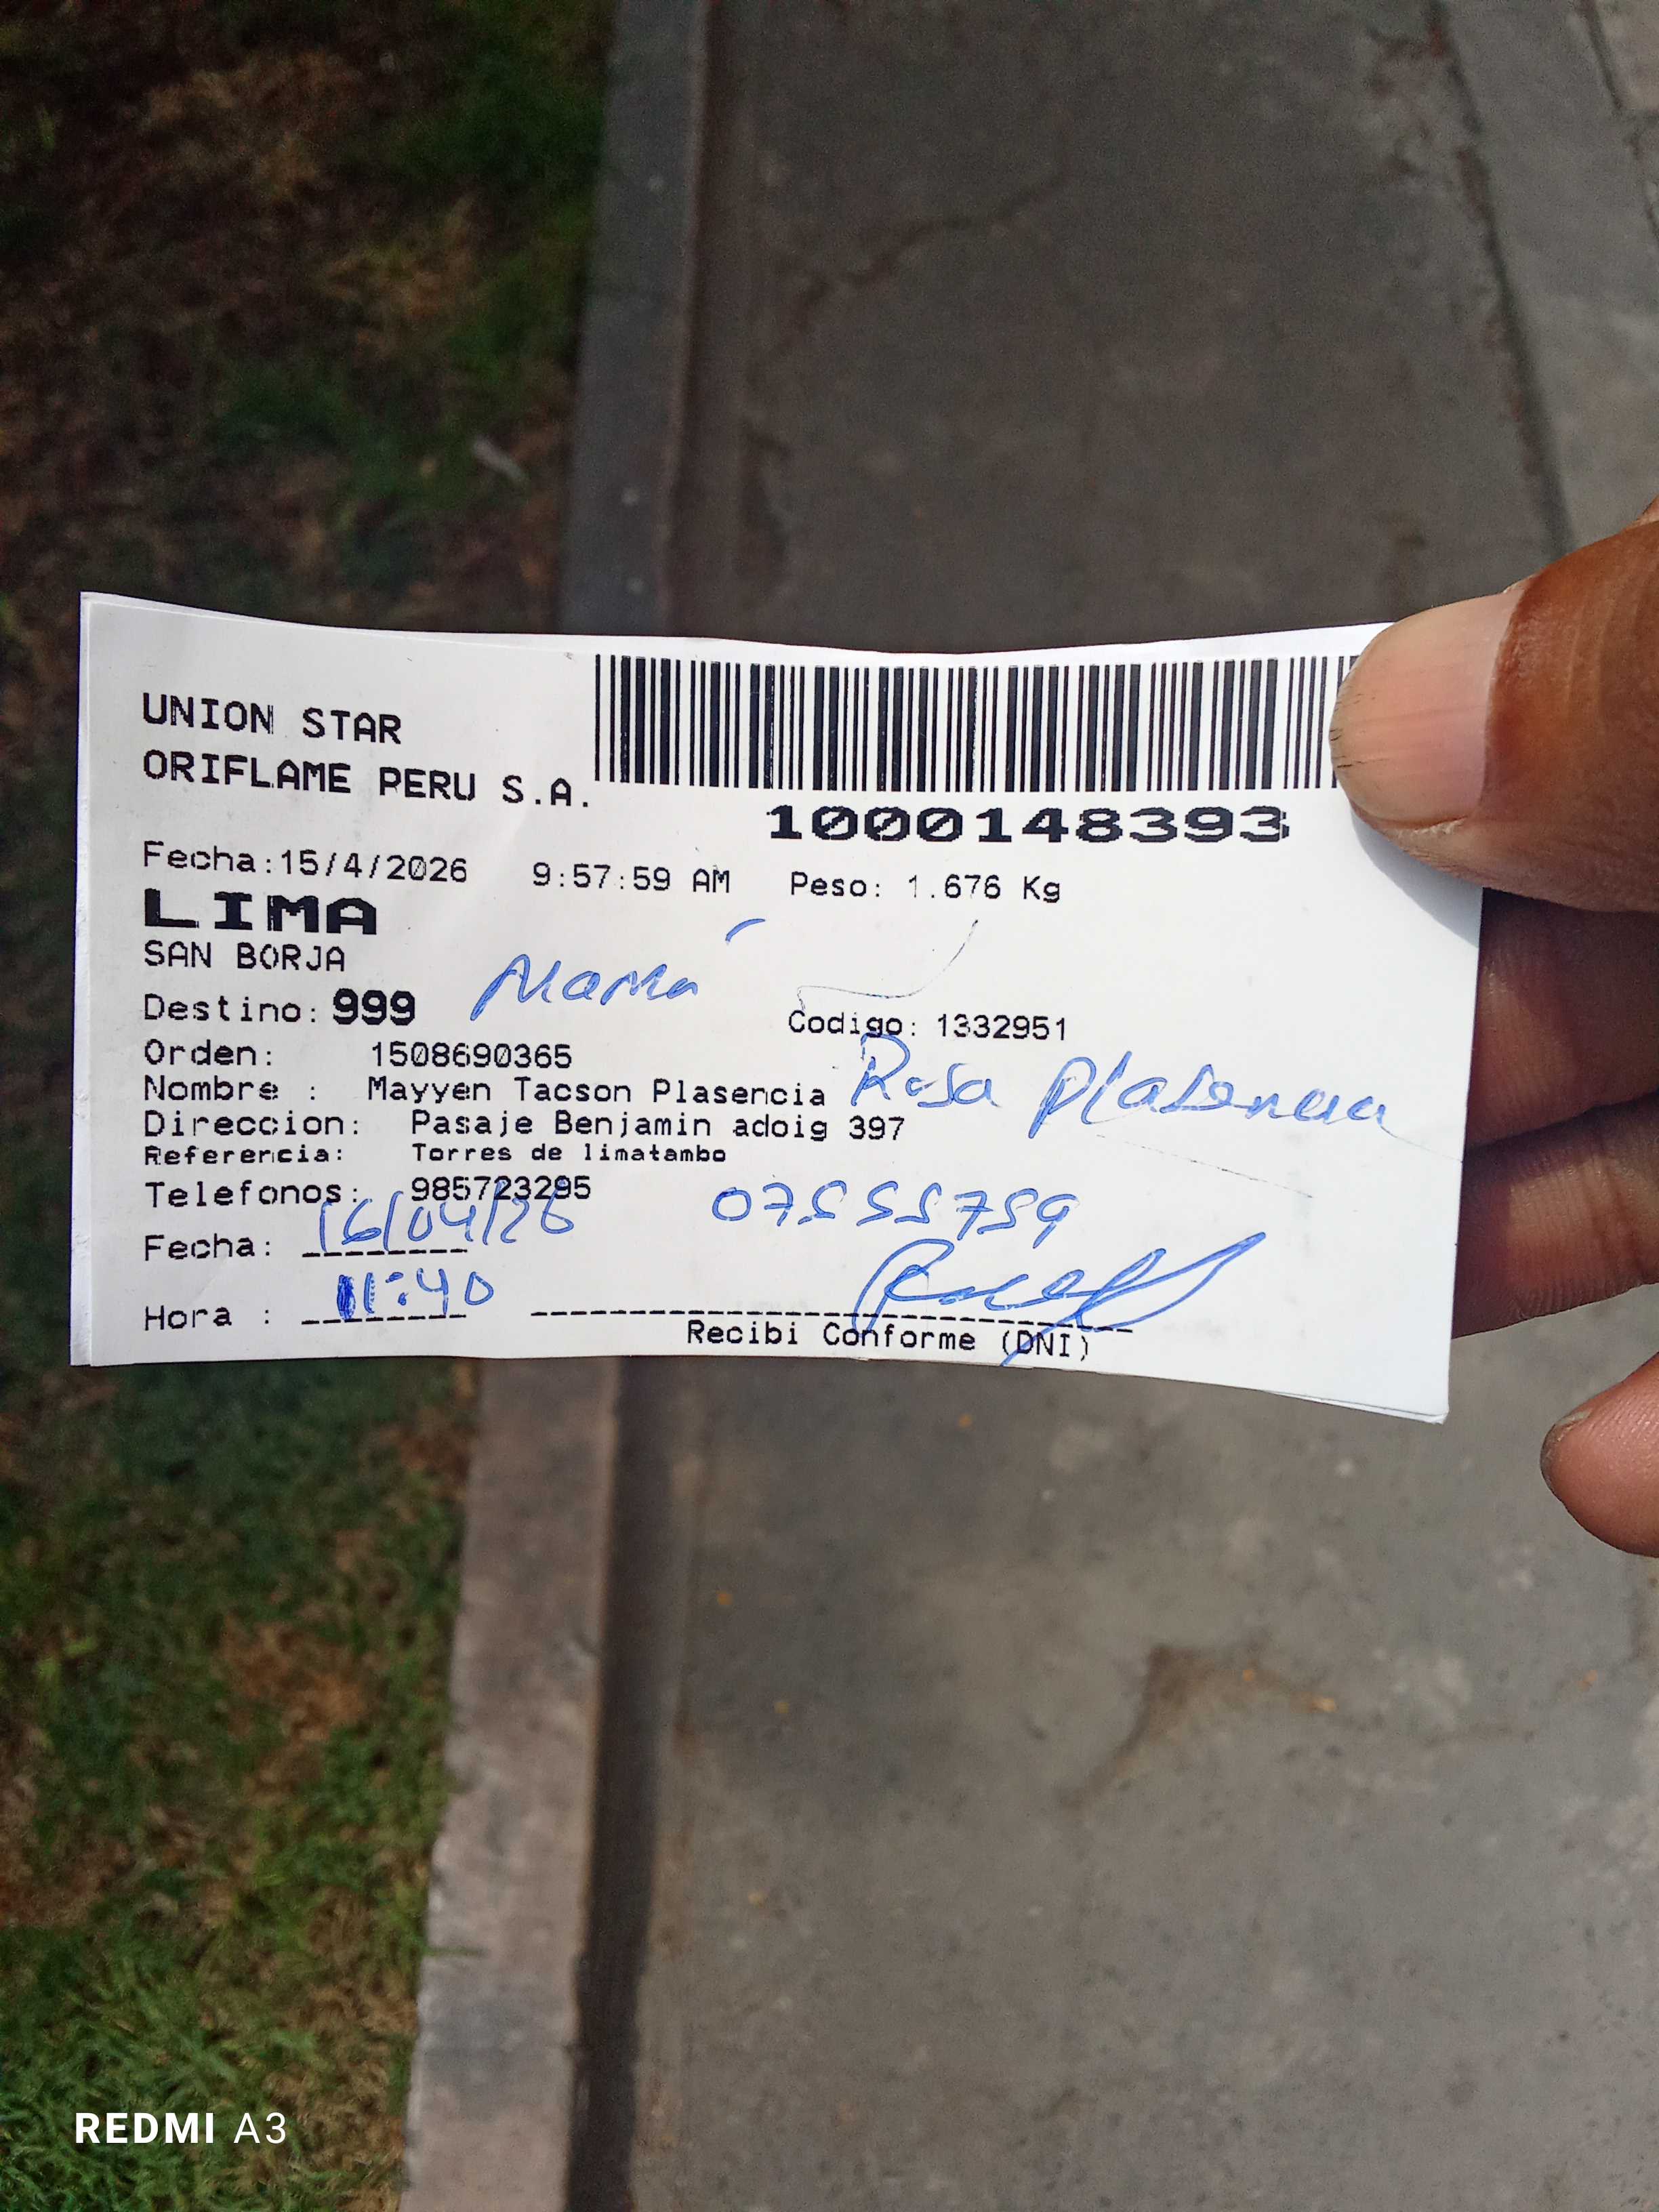 UNION STAR
ORIFLAME PERU S.A.
1000148393
Fecha:15/4/2026 9:57:59 AM Peso: 1.676 Kg
LIMA
SAN BORJA
Mamá
Destino: 999
Codigo: 1332951
Orden: 1508690365
Nombre : Mayyen Tacson Plasencia Rosa Plasencia
Direccion: Pasaje Benjamin adoig 397
Referencia: Torres de limatambo
Telefonos: 985723295
Fecha: 16/04/26
Hora : 11:40
Recibi Conforme (DNI)
REDMI A3